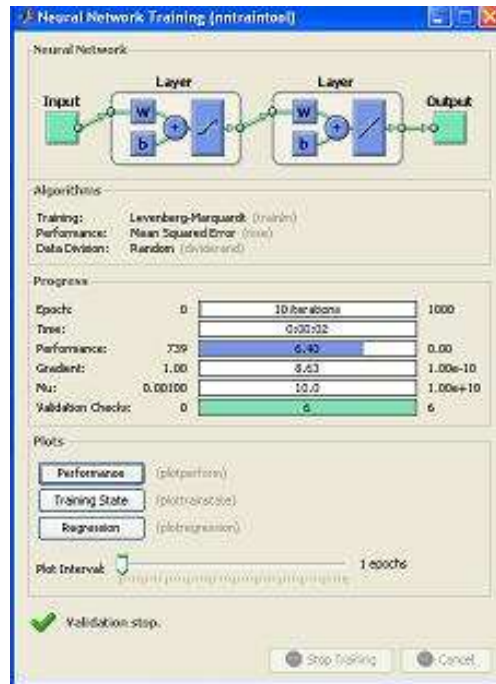 Neural Network Training (nntraintool)
Neural Network
Layer Layer
Input Output
W W
b b
Algorithms
Training: Levenberg-Marquardt (trainlm)
Performance: Mean Squared Error (mse)
Data Division: Random (dividerand)
Progress
Epoch: 0 10 iterations 1000
Time: 0:00:02
Performance: 739 6.40 0.00
Gradient: 1.00 8.63 1.00e-10
Mu: 0.00100 10.0 1.00e+10
Validation Checks: 0 6 6
Plots
Performance (plotperform)
Training State (plottrainstate)
Regression (plotregression)
Plot Interval: 1 epochs
Validation stop.
Stop Training Cancel